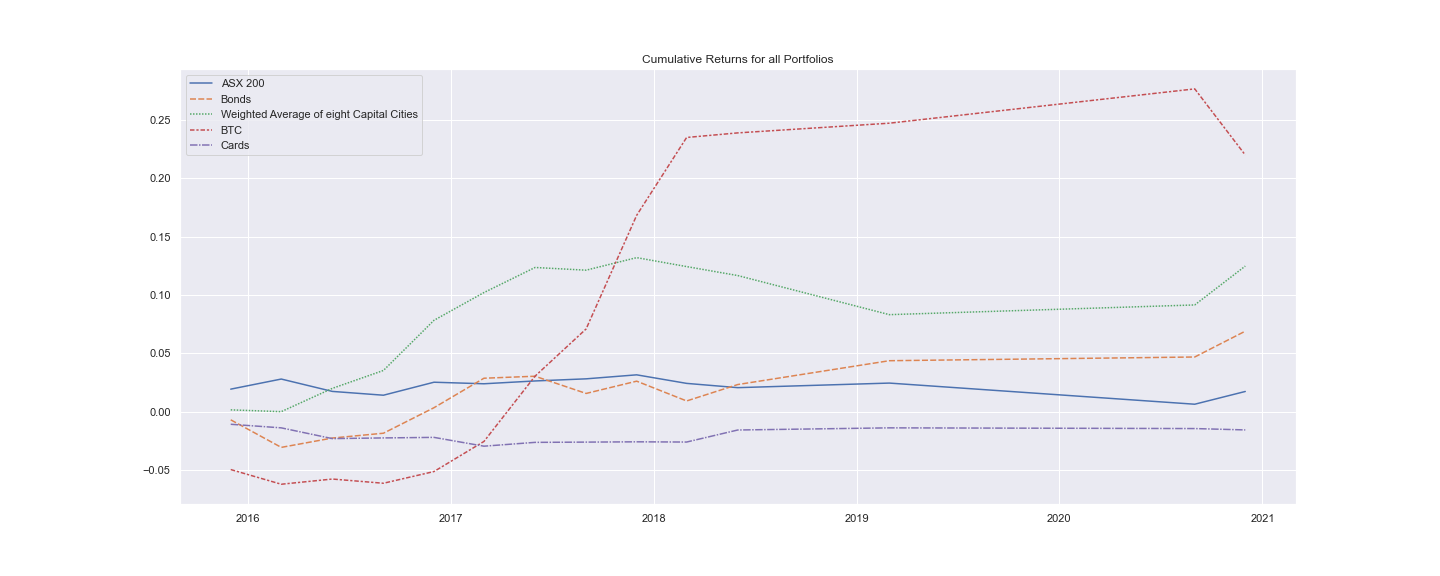 Cumulative Returns for all Portfolios
ASX 200
Bonds
Weighted Average of eight Capital Cities
BTC
Cards
0.25
0.20
0.15
0.10
0.05
0.00
−0.05
2016
2017
2018
2019
2020
2021